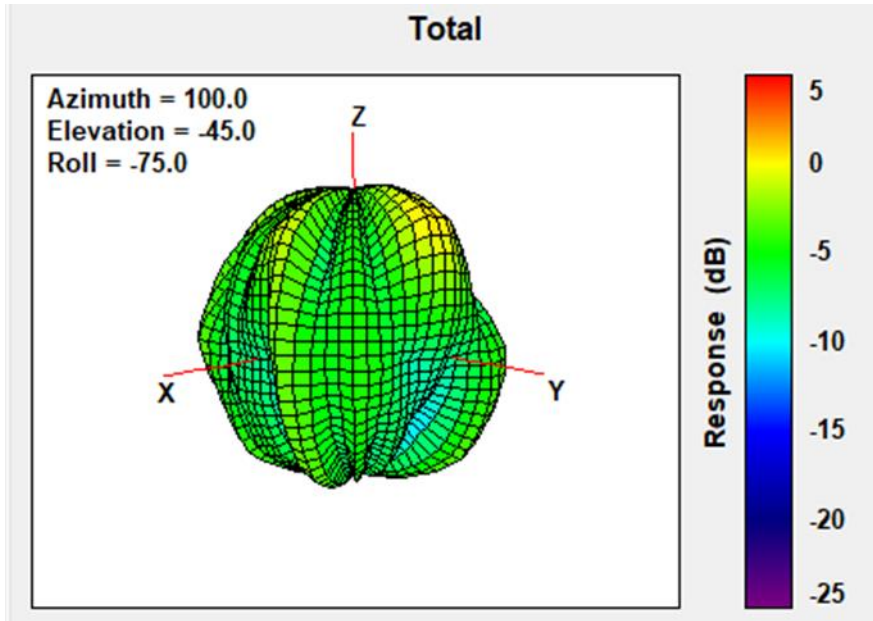 Total
Azimuth = 100.0
Elevation = -45.0
Roll = -75.0
Z
X
Y
Response (dB)
5
0
-5
-10
-15
-20
-25